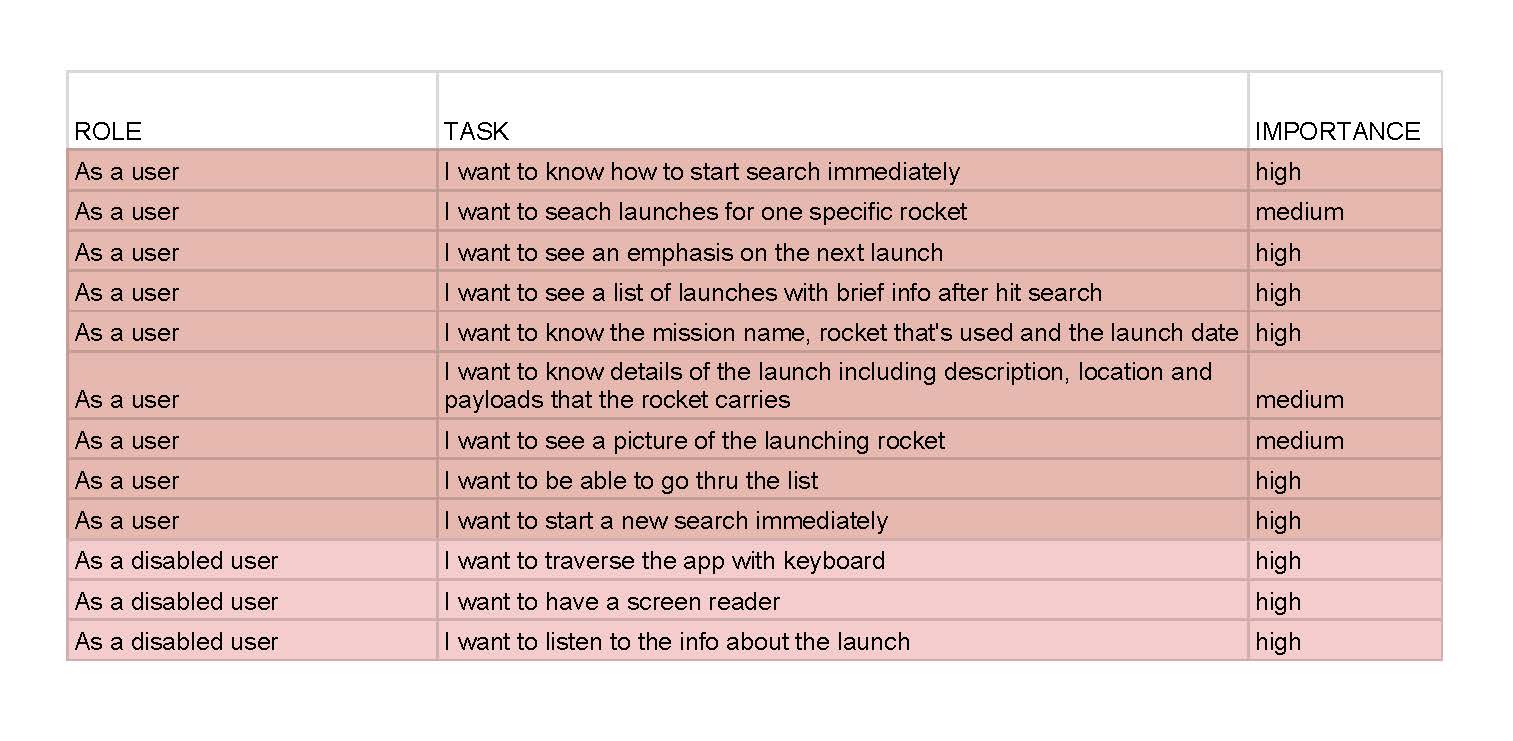 ROLE TASK IMPORTANCE
As a user I want to know how to start search immediately high
As a user I want to seach launches for one specific rocket medium
As a user I want to see an emphasis on the next launch high
As a user I want to see a list of launches with brief info after hit search high
As a user I want to know the mission name, rocket that's used and the launch date high
I want to know details of the launch including description, location and
As a user payloads that the rocket carries medium
As a user I want to see a picture of the launching rocket medium
As a user I want to be able to go thru the list high
As a user I want to start a new search immediately high
As a disabled user I want to traverse the app with keyboard high
As a disabled user I want to have a screen reader high
As a disabled user I want to listen to the info about the launch high